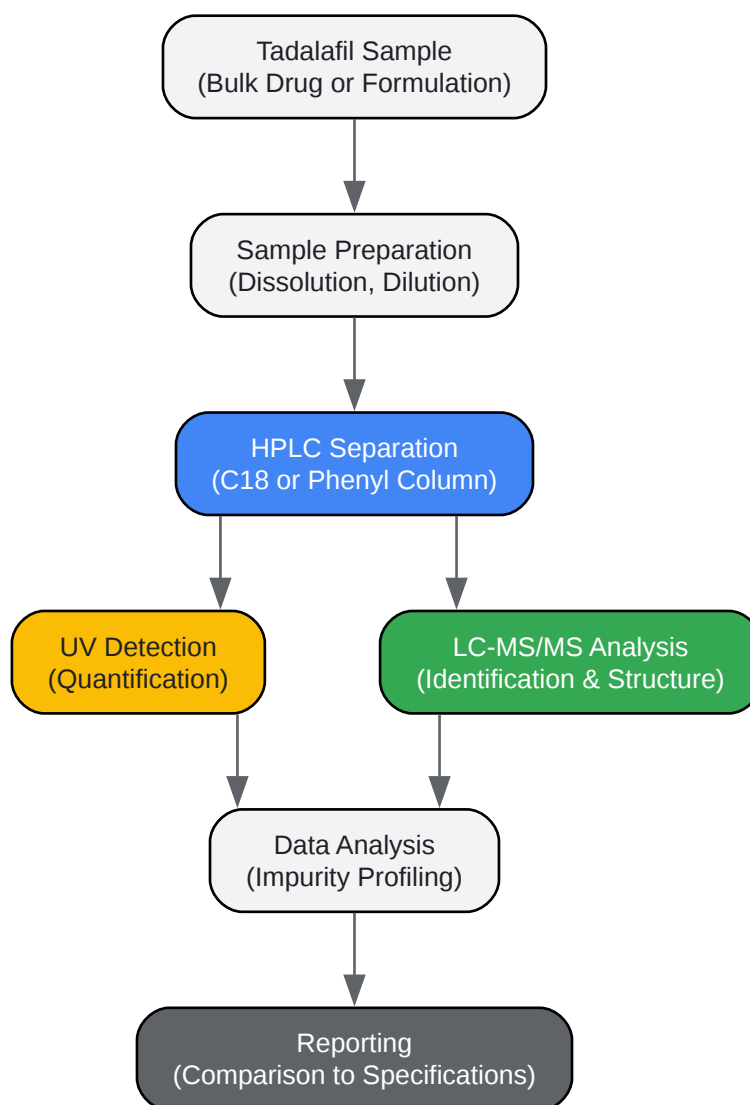 Tadalafil Sample
(Bulk Drug or Formulation)
Sample Preparation
(Dissolution, Dilution)
HPLC Separation
(C18 or Phenyl Column)
UV Detection
(Quantification)
LC-MS/MS Analysis
(Identification & Structure)
Data Analysis
(Impurity Profiling)
Reporting
(Comparison to Specifications)